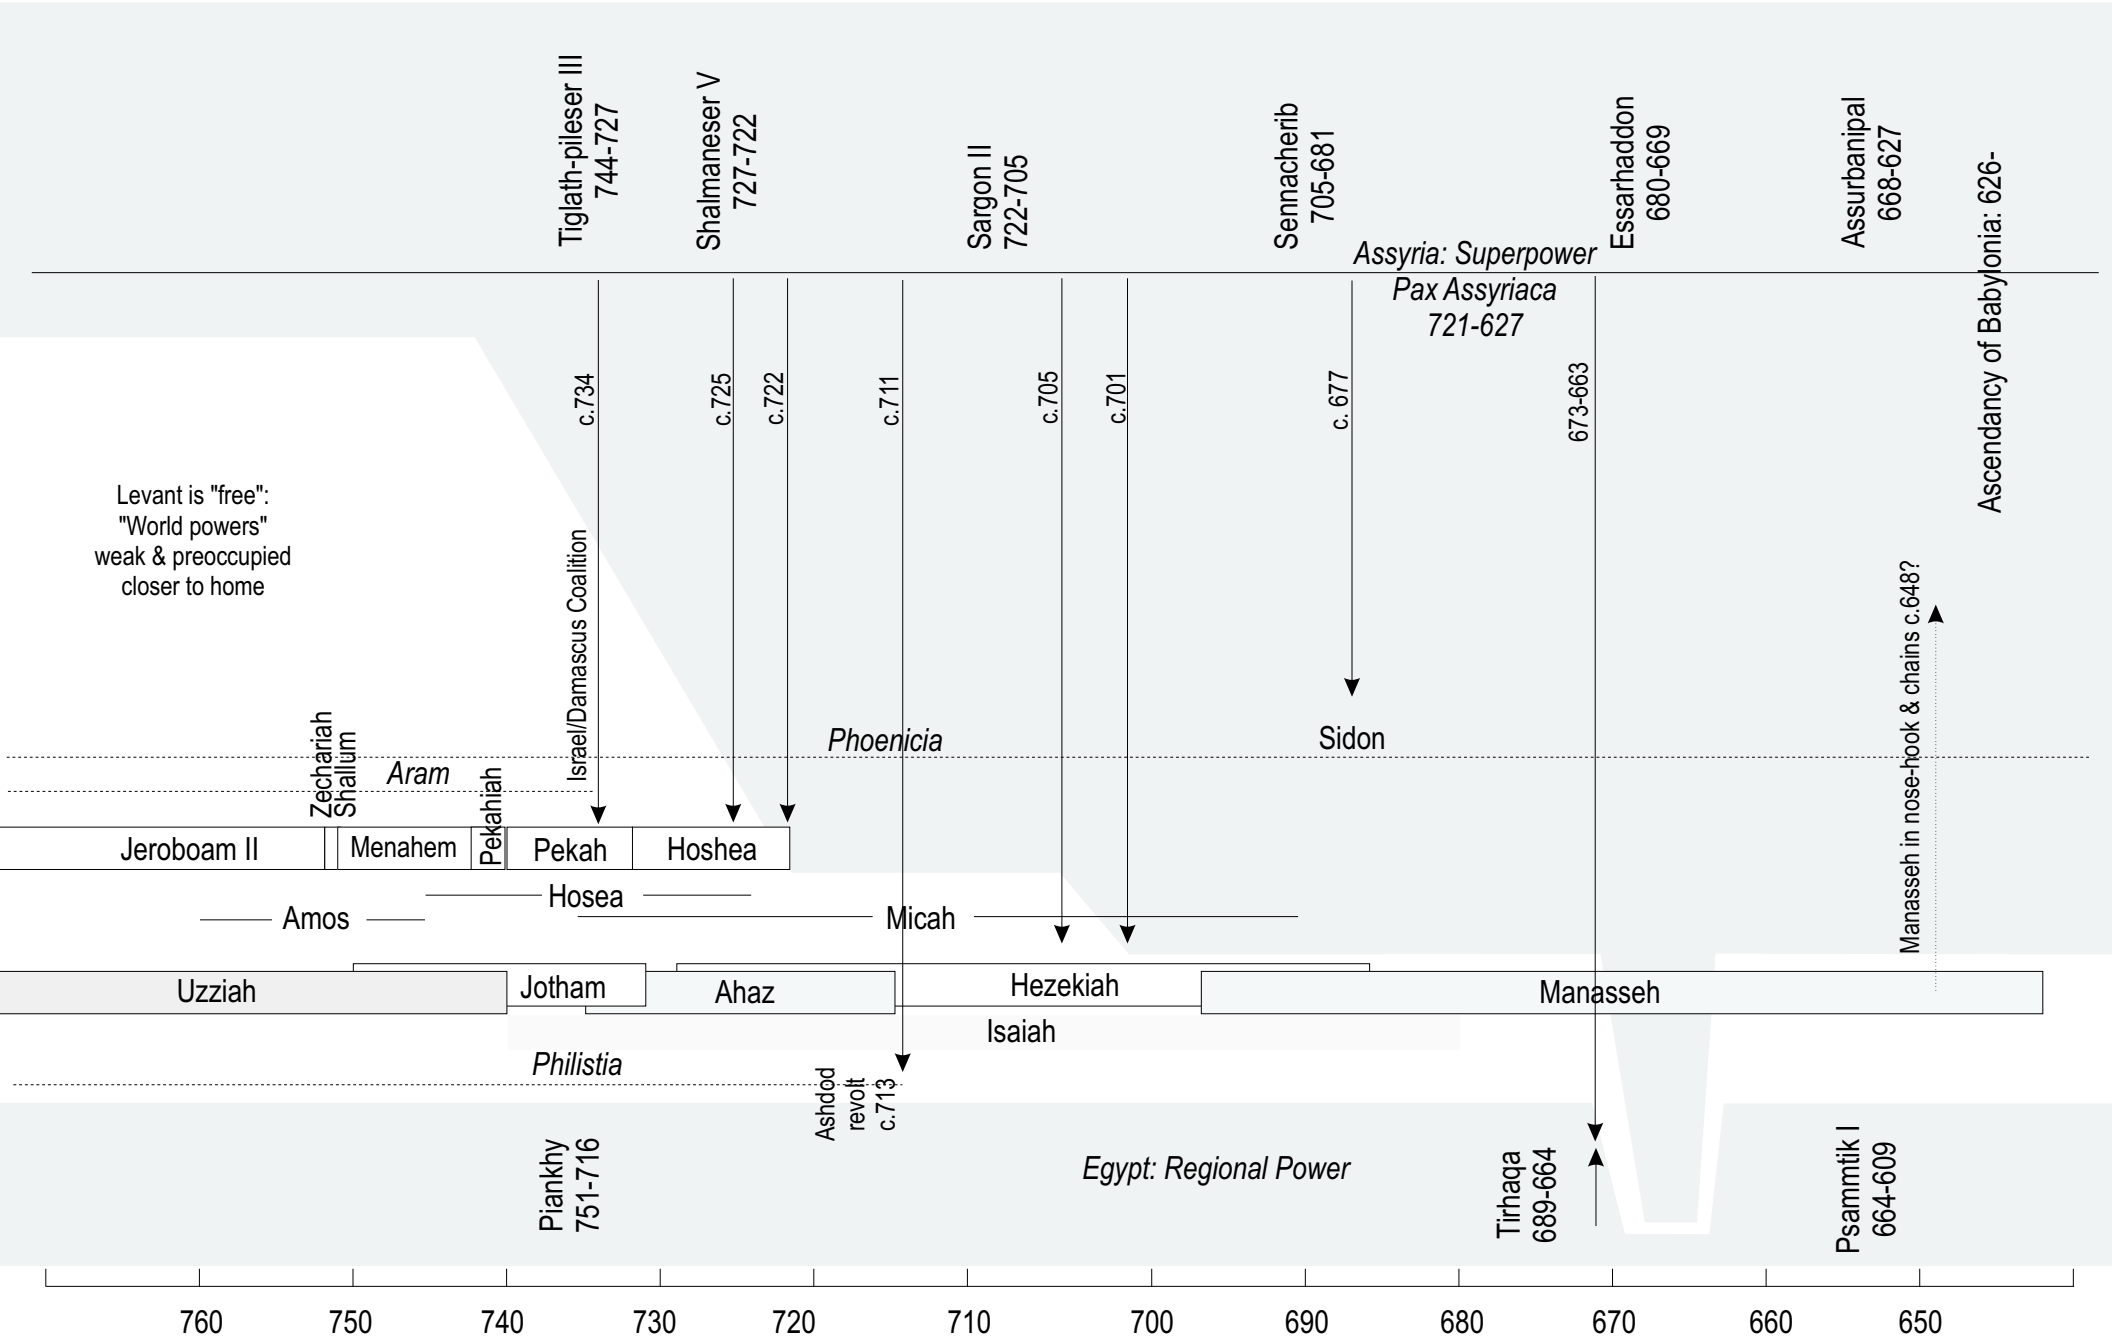 Tiglath-pileser III
744-727
Shalmaneser V
727-722
Sargon II
722-705
Sennacherib
705-681
Essarhaddon
680-669
Assurbanipal
668-627
Ascendancy of Babylonia: 626-
Assyria: Superpower
Pax Assyriaca
721-627
c.734
c.725
c.722
c.711
c.705
c.701
c. 677
673-663
Levant is "free":
"World powers"
weak & preoccupied
closer to home
Israel/Damascus Coalition
Manasseh in nose-hook & chains c.648?
Phoenicia
Sidon
Zechariah
Shallum
Aram
Pekahiah
Jeroboam II
Menahem
Pekah
Hoshea
Hosea
Amos
Micah
Uzziah
Jotham
Ahaz
Hezekiah
Manasseh
Isaiah
Philistia
Ashdod
revolt
c.713
Piankhy
751-716
Egypt: Regional Power
Tirhaqa
689-664
Psammtik I
664-609
760 750 740 730 720 710 700 690 680 670 660 650